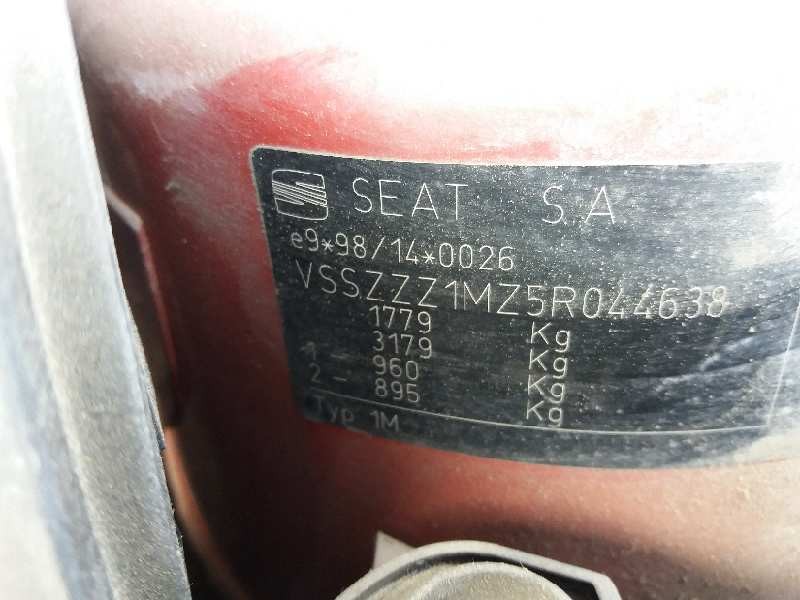 SEAT S.A
e9*98/14*0026
VSSZZZ1MZ5R044638
1779 Kg
3179 Kg
1 - 960 Kg
2 - 895 Kg
Typ 1M